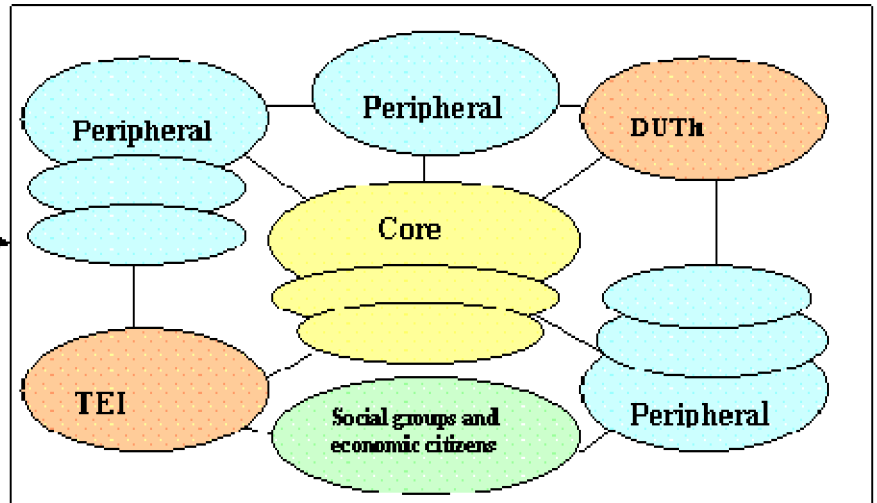 Peripheral
Peripheral
DUTh
Core
TEI
Social groups and
economic citizens
Peripheral